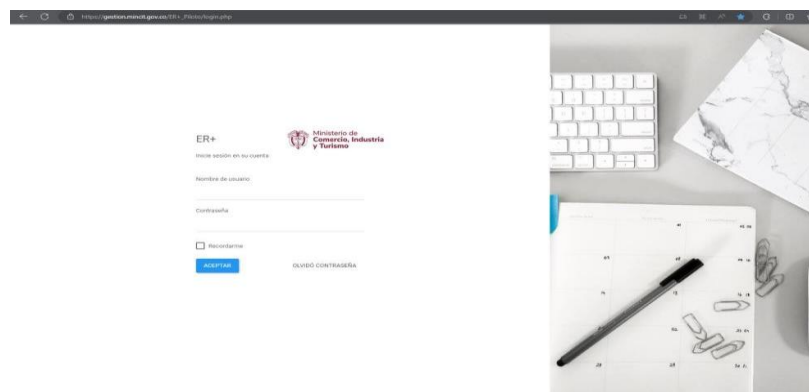 https://gestion.mincit.gov.co/ER+_Piloto/login.php
ER+
Ministerio de
Comercio, Industria
y Turismo
Inicie sesión en su cuenta
Nombre de usuario
Contraseña
Recordarme
ACEPTAR
OLVIDÓ CONTRASEÑA